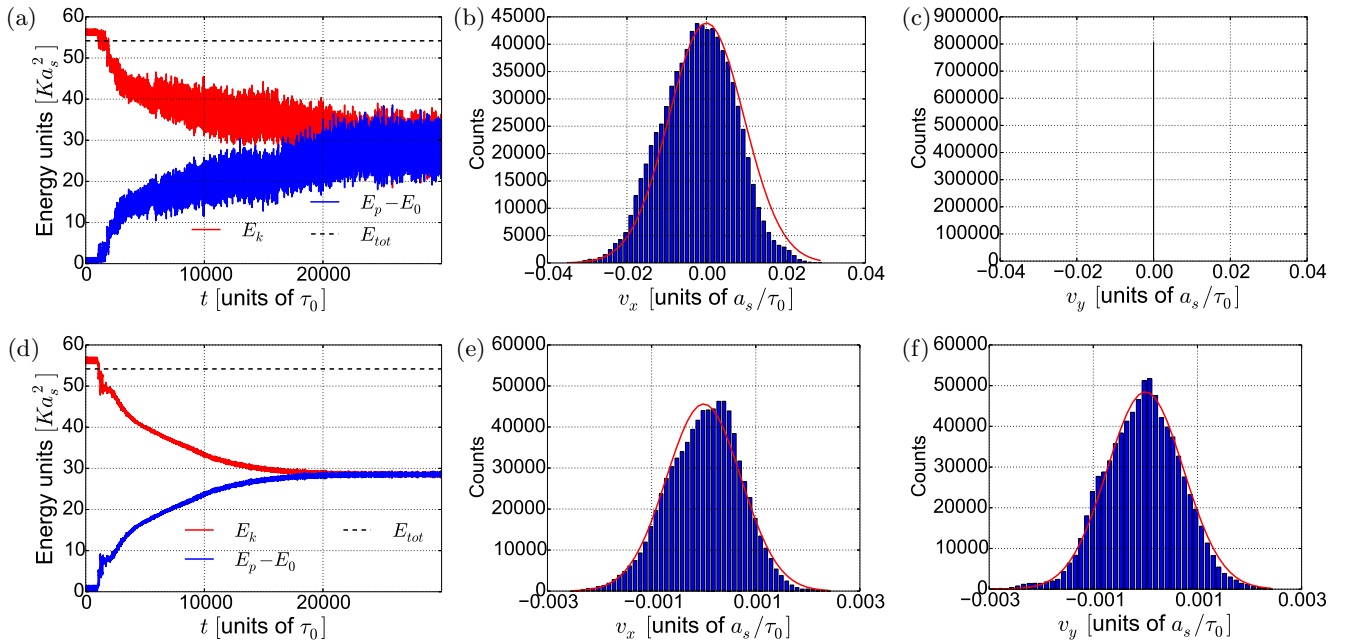 (a)
Energy units [Ka_s^2]
60
50
40
30
20
10
0
0 10000 20000
t [units of τ_0]
E_k
E_p−E_0
E_tot
(b)
Counts
45000
40000
35000
30000
25000
20000
15000
10000
5000
0
−0.04 −0.02 0.00 0.02 0.04
v_x [units of a_s/τ_0]
(c)
Counts
900000
800000
700000
600000
500000
400000
300000
200000
100000
0
−0.04 −0.02 0.00 0.02 0.04
v_y [units of a_s/τ_0]
(d)
Energy units [Ka_s^2]
60
50
40
30
20
10
0
0 10000 20000
t [units of τ_0]
E_k
E_p−E_0
E_tot
(e)
Counts
60000
50000
40000
30000
20000
10000
0
−0.003 −0.001 0.001 0.003
v_x [units of a_s/τ_0]
(f)
Counts
60000
50000
40000
30000
20000
10000
0
−0.003 −0.001 0.001 0.003
v_y [units of a_s/τ_0]